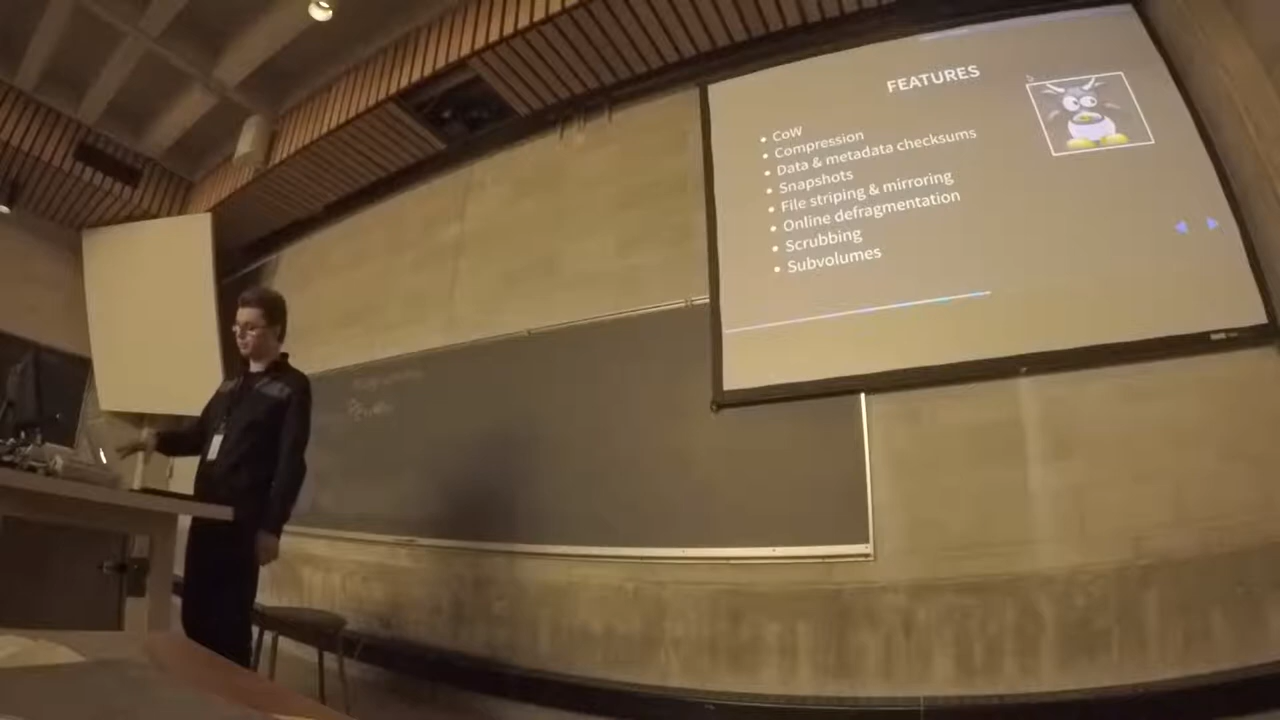 FEATURES
CoW
Compression
Data & metadata checksums
Snapshots
File striping & mirroring
Online defragmentation
Scrubbing
Subvolumes